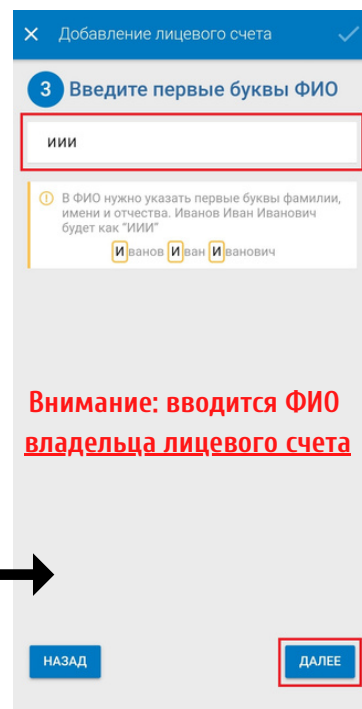 Добавление лицевого счета
3 Введите первые буквы ФИО
ИИИ
В ФИО нужно указать первые буквы фамилии,
имени и отчества. Иванов Иван Иванович
будет как "ИИИ"
Иванов Иван Иванович
Внимание: вводится ФИО
владельца лицевого счета
НАЗАД ДАЛЕЕ